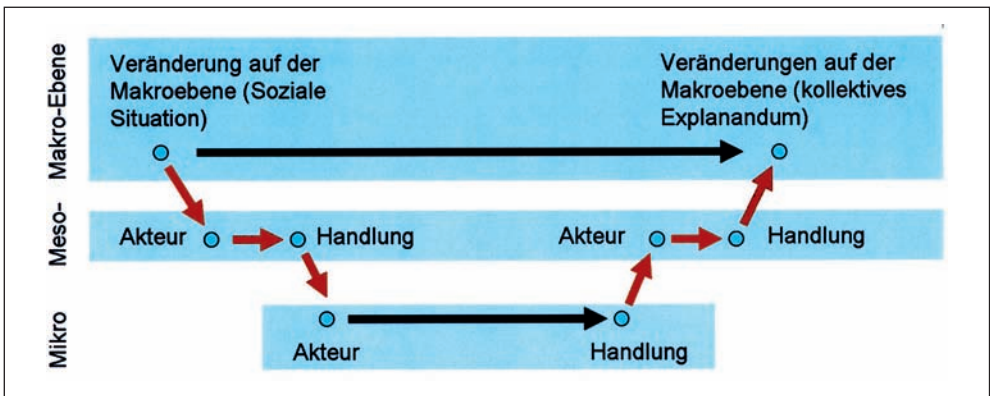 Makro-Ebene
Veränderung auf der
Makroebene (Soziale
Situation)
Veränderungen auf der
Makroebene (kollektives
Explanandum)
Meso-
Akteur
Handlung
Akteur
Handlung
Mikro
Akteur
Handlung